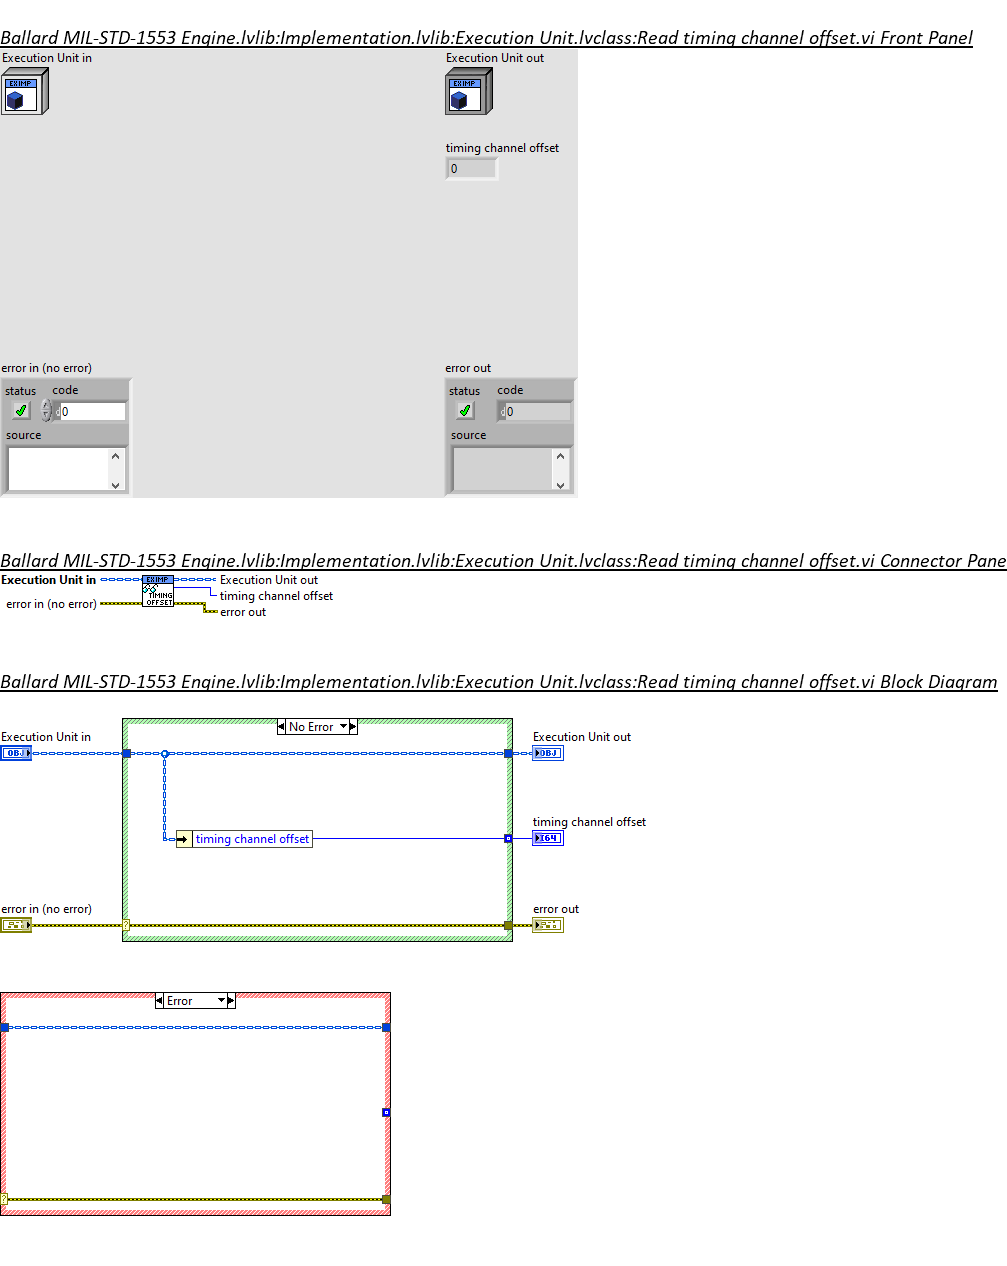 Ballard MIL-STD-1553 Engine.lvlib:Implementation.lvlib:Execution Unit.lvclass:Read timing channel offset.vi Front Panel
Execution Unit in
Execution Unit out
EXIMP
EXIMP
timing channel offset
0
error in (no error)
error out
status
code
status
code
d
0
d
0
source
source
Ballard MIL-STD-1553 Engine.lvlib:Implementation.lvlib:Execution Unit.lvclass:Read timing channel offset.vi Connector Pane
Execution Unit in
EXIMP
Execution Unit out
TIMING
timing channel offset
error in (no error)
OFFSET
error out
Ballard MIL-STD-1553 Engine.lvlib:Implementation.lvlib:Execution Unit.lvclass:Read timing channel offset.vi Block Diagram
No Error
Execution Unit in
Execution Unit out
OBJ
OBJ
timing channel offset
timing channel offset
I64
error in (no error)
error out
?
Error
?